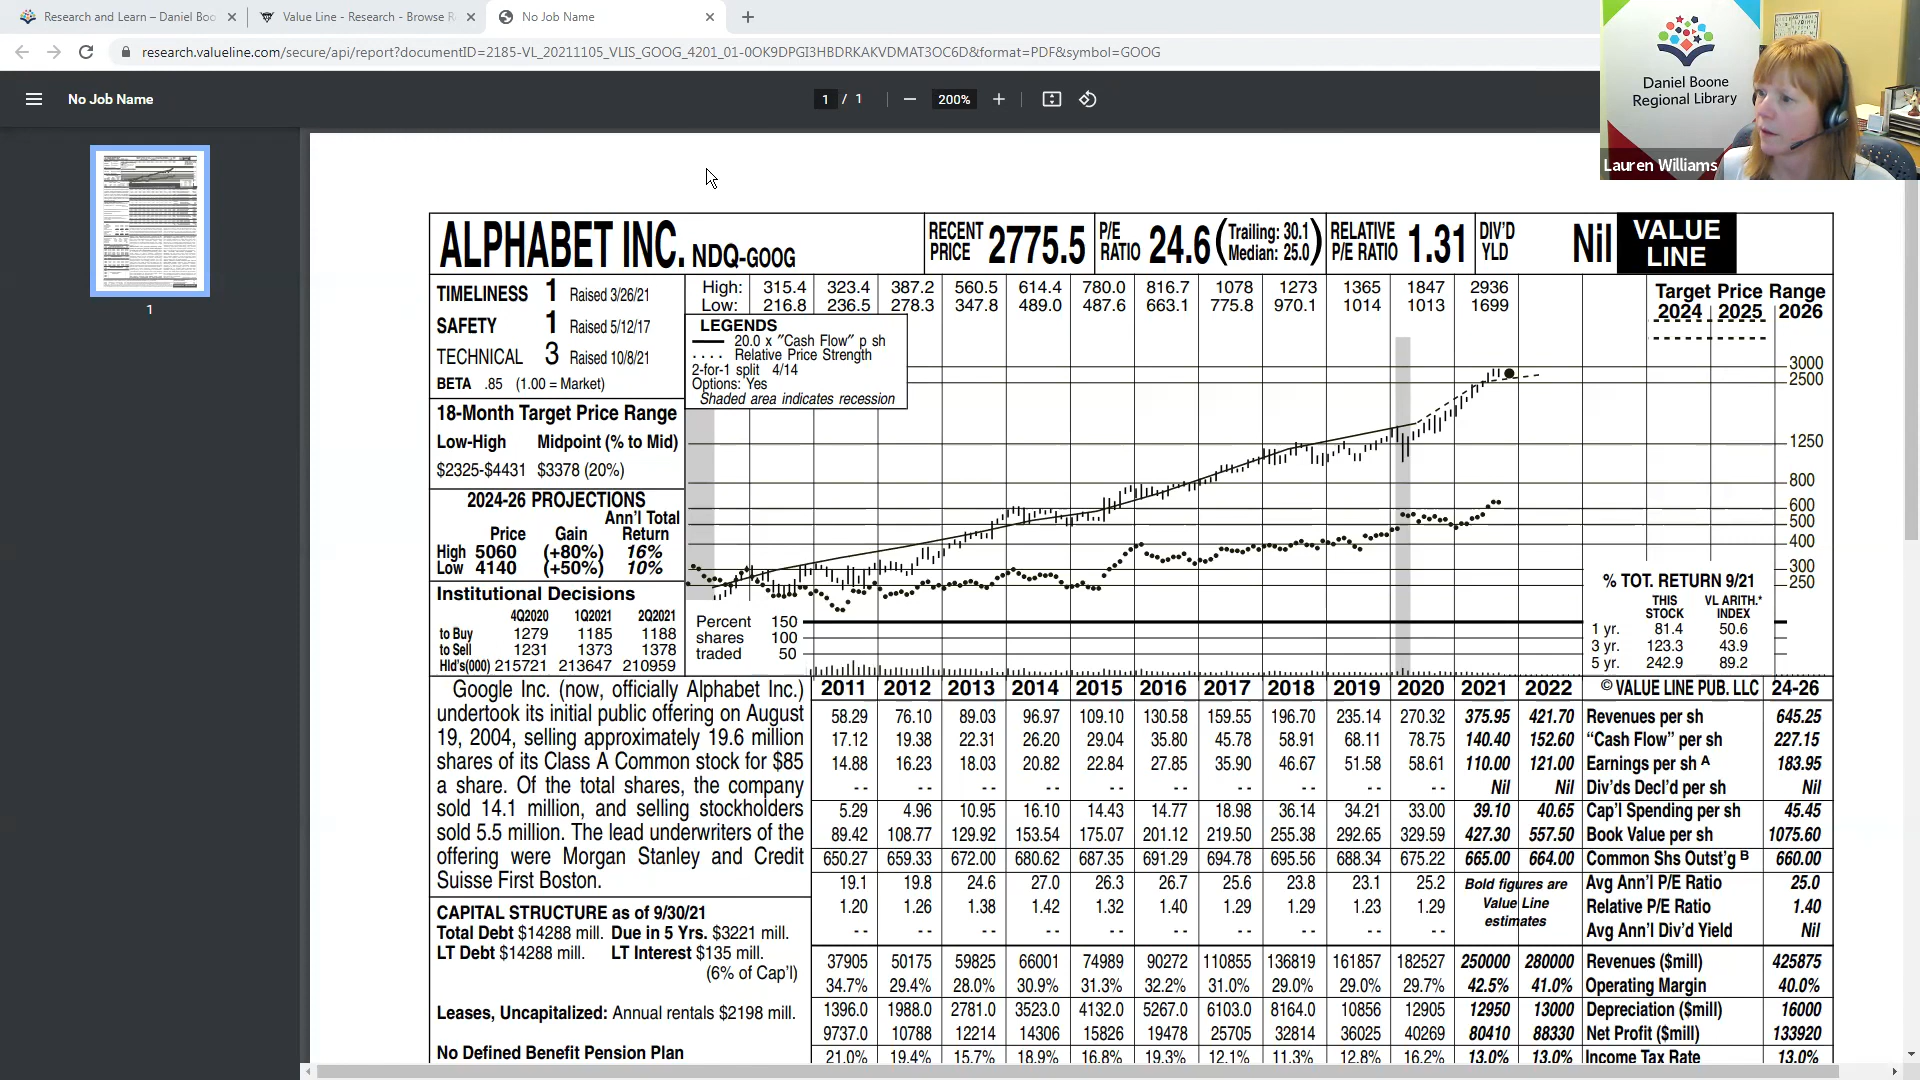 Research and Learn – Daniel Boo
Value Line - Research - Browse R
No Job Name
research.valueline.com/secure/api/report?documentID=2185-VL_20211105_VLIS_GOOG_4201_01-0OK9DPGI3HBDRKAKVDMAT3OC6D&format=PDF&symbol=GOOG
No Job Name
1 / 1
200%
Daniel Boone
Regional Library
Lauren Williams
1
ALPHABET INC. NDQ-GOOG
RECENT PRICE 2775.5
P/E RATIO 24.6 (Trailing: 30.1 Median: 25.0)
RELATIVE P/E RATIO 1.31
DIV'D YLD Nil
VALUE LINE
TIMELINESS 1 Raised 3/26/21
SAFETY 1 Raised 5/12/17
TECHNICAL 3 Raised 10/8/21
BETA .85 (1.00 = Market)
High: 315.4 323.4 387.2 560.5 614.4 780.0 816.7 1078 1273 1365 1847 2936
Low: 216.8 236.5 278.3 347.8 489.0 487.6 663.1 775.8 970.1 1014 1013 1699
Target Price Range
2024 2025 2026
LEGENDS
20.0 x "Cash Flow" p sh
Relative Price Strength
2-for-1 split 4/14
Options: Yes
Shaded area indicates recession
18-Month Target Price Range
Low-High Midpoint (% to Mid)
$2325-$4431 $3378 (20%)
2024-26 PROJECTIONS
Ann'l Total
Price Gain Return
High 5060 (+80%) 16%
Low 4140 (+50%) 10%
Institutional Decisions
4Q2020 1Q2021 2Q2021
to Buy 1279 1185 1188
to Sell 1231 1373 1378
Hld's(000) 215721 213647 210959
Percent 150
shares 100
traded 50
3000
2500
1250
800
600
500
400
300
250
% TOT. RETURN 9/21
THIS STOCK VL ARITH.* INDEX
1 yr. 81.4 50.6
3 yr. 123.3 43.9
5 yr. 242.9 89.2
Google Inc. (now, officially Alphabet Inc.)
undertook its initial public offering on August
19, 2004, selling approximately 19.6 million
shares of its Class A Common stock for $85
a share. Of the total shares, the company
sold 14.1 million, and selling stockholders
sold 5.5 million. The lead underwriters of the
offering were Morgan Stanley and Credit
Suisse First Boston.
CAPITAL STRUCTURE as of 9/30/21
Total Debt $14288 mill. Due in 5 Yrs. $3221 mill.
LT Debt $14288 mill. LT Interest $135 mill.
(6% of Cap'l)
Leases, Uncapitalized: Annual rentals $2198 mill.
No Defined Benefit Pension Plan
2011 2012 2013 2014 2015 2016 2017 2018 2019 2020 2021 2022 © VALUE LINE PUB. LLC 24-26
58.29 76.10 89.03 96.97 109.10 130.58 159.55 196.70 235.14 270.32 375.95 421.70 Revenues per sh 645.25
17.12 19.38 22.31 26.20 29.04 35.80 45.78 58.91 68.11 78.75 140.40 152.60 "Cash Flow" per sh 227.15
14.88 16.23 18.03 20.82 22.84 27.85 35.90 46.67 51.58 58.61 110.00 121.00 Earnings per sh A 183.95
-- -- -- -- -- -- -- -- -- -- Nil Nil Div'ds Decl'd per sh Nil
5.29 4.96 10.95 16.10 14.43 14.77 18.98 36.14 34.21 33.00 39.10 40.65 Cap'l Spending per sh 45.45
89.42 108.77 129.92 153.54 175.07 201.12 219.50 255.38 292.65 329.59 427.30 557.50 Book Value per sh 1075.60
650.27 659.33 672.00 680.62 687.35 691.29 694.78 695.56 688.34 675.22 665.00 664.00 Common Shs Outst'g B 660.00
19.1 19.8 24.6 27.0 26.3 26.7 25.6 23.8 23.1 25.2 Bold figures are Avg Ann'l P/E Ratio 25.0
1.20 1.26 1.38 1.42 1.32 1.40 1.29 1.29 1.23 1.29 Value Line Relative P/E Ratio 1.40
-- -- -- -- -- -- -- -- -- -- estimates Avg Ann'l Div'd Yield Nil
37905 50175 59825 66001 74989 90272 110855 136819 161857 182527 250000 280000 Revenues ($mill) 425875
34.7% 29.4% 28.0% 30.9% 31.3% 32.2% 31.0% 29.0% 29.0% 29.7% 42.5% 41.0% Operating Margin 40.0%
1396.0 1988.0 2781.0 3523.0 4132.0 5267.0 6103.0 8164.0 10856 12905 12950 13000 Depreciation ($mill) 16000
9737.0 10788 12214 14306 15826 19478 25705 32814 36025 40269 80410 88330 Net Profit ($mill) 133920
21.0% 19.4% 15.7% 18.9% 16.8% 19.3% 12.1% 11.3% 12.8% 16.2% 13.0% 13.0% Income Tax Rate 13.0%